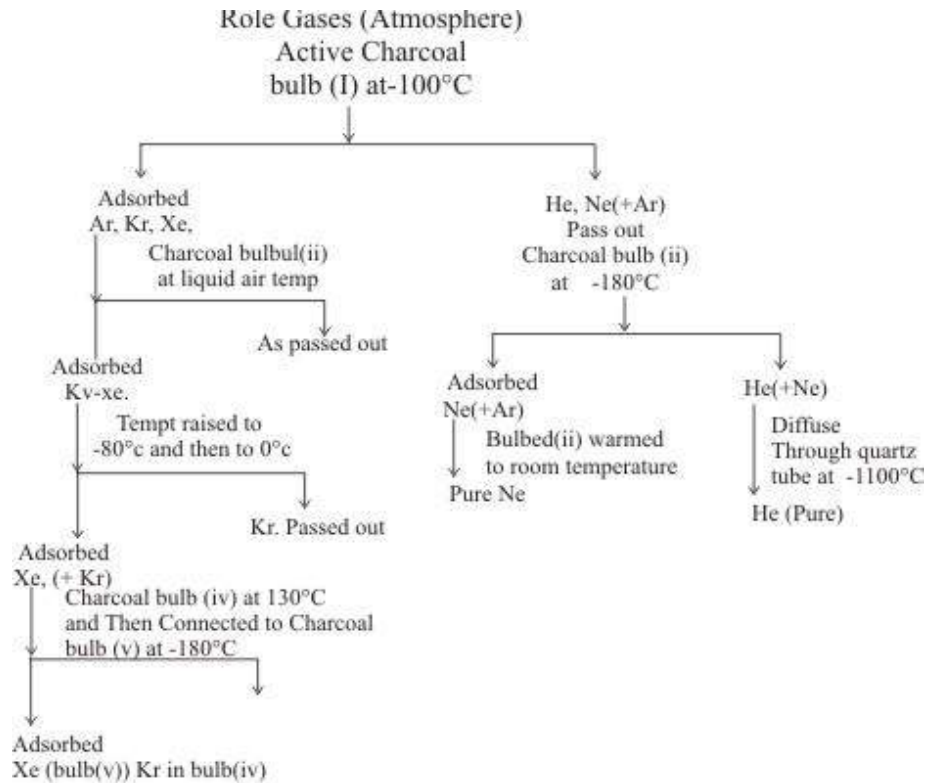 Role Gases (Atmosphere)
Active Charcoal
bulb (I) at-100°C
Adsorbed
Ar, Kr, Xe,
He, Ne(+Ar)
Pass out
Charcoal bulb (ii)
at -180°C
Charcoal bulbul(ii)
at liquid air temp
As passed out
Adsorbed
Kv-xe.
Adsorbed
Ne(+Ar)
He(+Ne)
Tempt raised to
-80°c and then to 0°c
Bulbed(ii) warmed
to room temperature
Diffuse
Through quartz
tube at -1100°C
Pure Ne
He (Pure)
Kr. Passed out
Adsorbed
Xe, (+ Kr)
Charcoal bulb (iv) at 130°C
and Then Connected to Charcoal
bulb (v) at -180°C
Adsorbed
Xe (bulb(v)) Kr in bulb(iv)